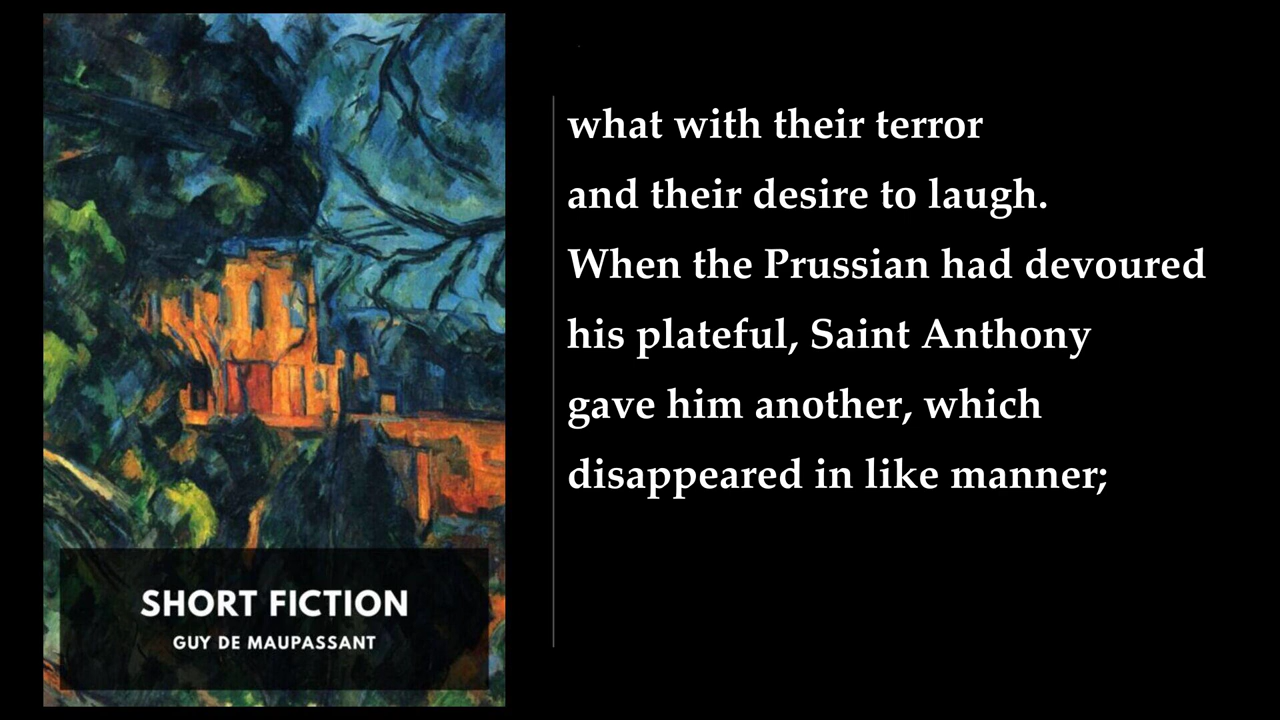 SHORT FICTION
GUY DE MAUPASSANT
what with their terror
and their desire to laugh.
When the Prussian had devoured
his plateful, Saint Anthony
gave him another, which
disappeared in like manner;